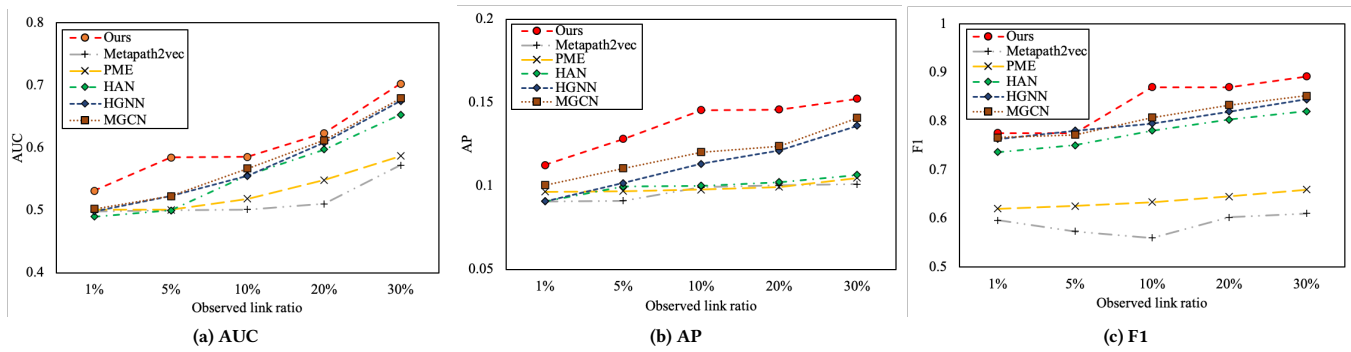 0.8
0.7
0.6
0.5
0.4
AUC
Ours
Metapath2vec
PME
HAN
HGNN
MGCN
1%
5%
10%
20%
30%
Observed link ratio
(a) AUC
0.2
0.15
0.1
0.05
AP
Ours
Metapath2vec
PME
HAN
HGNN
MGCN
1%
5%
10%
20%
30%
Observed link ratio
(b) AP
1
0.9
0.8
0.7
0.6
0.5
F1
Ours
Metapath2vec
PME
HAN
HGNN
MGCN
1%
5%
10%
20%
30%
Observed link ratio
(c) F1